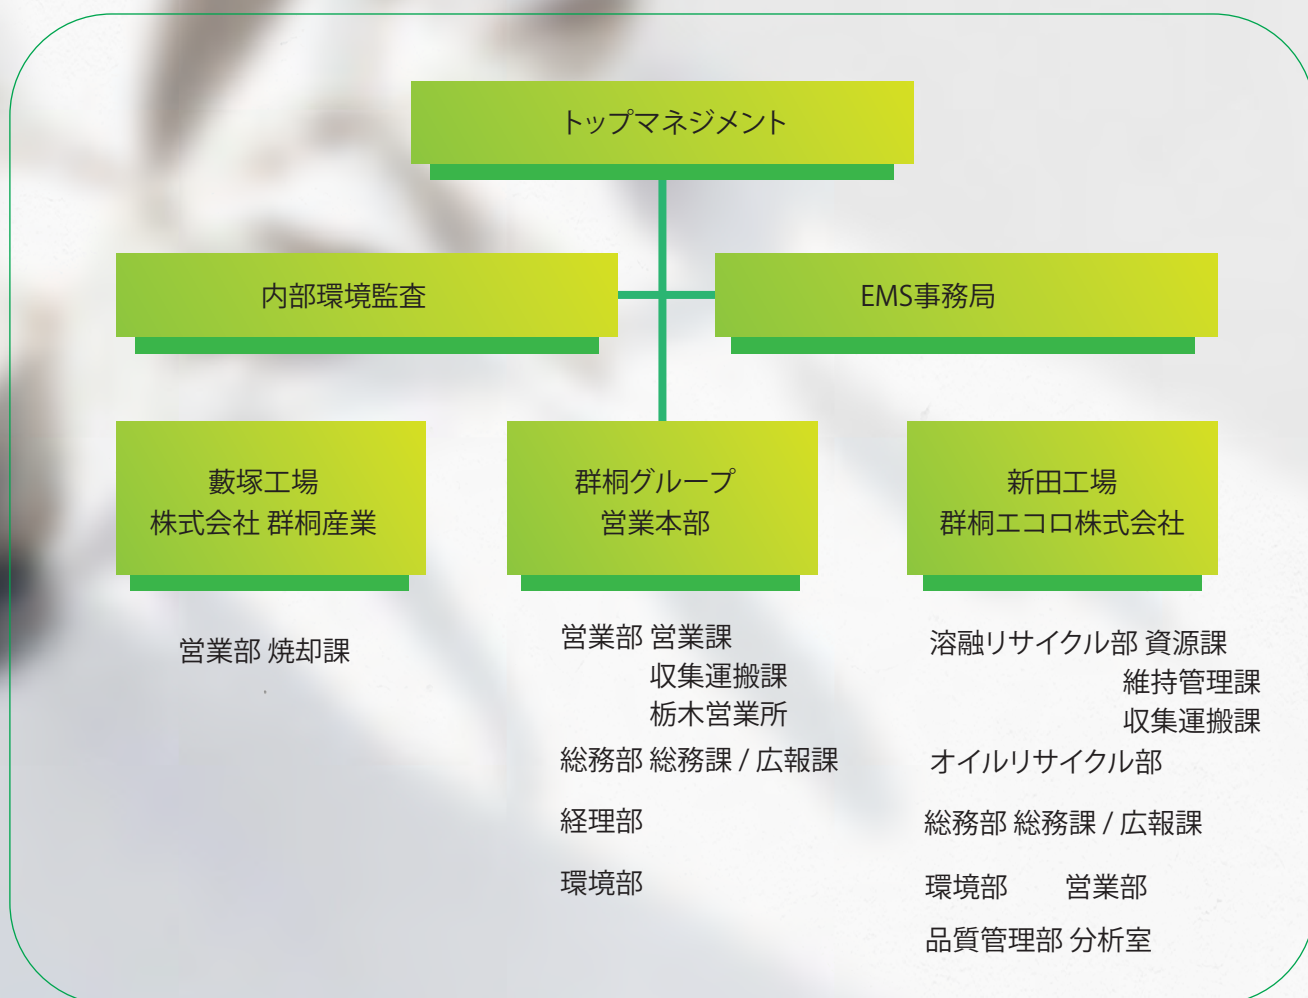 トップマネジメント
内部環境監査
EMS事務局
藪塚工場
株式会社 群桐産業
営業部 焼却課
群桐グループ
営業本部
営業部 営業課
収集運搬課
栃木営業所
総務部 総務課 / 広報課
経理部
環境部
新田工場
群桐エコロ株式会社
溶融リサイクル部 資源課
維持管理課
収集運搬課
オイルリサイクル部
総務部 総務課 / 広報課
環境部 営業部
品質管理部 分析室